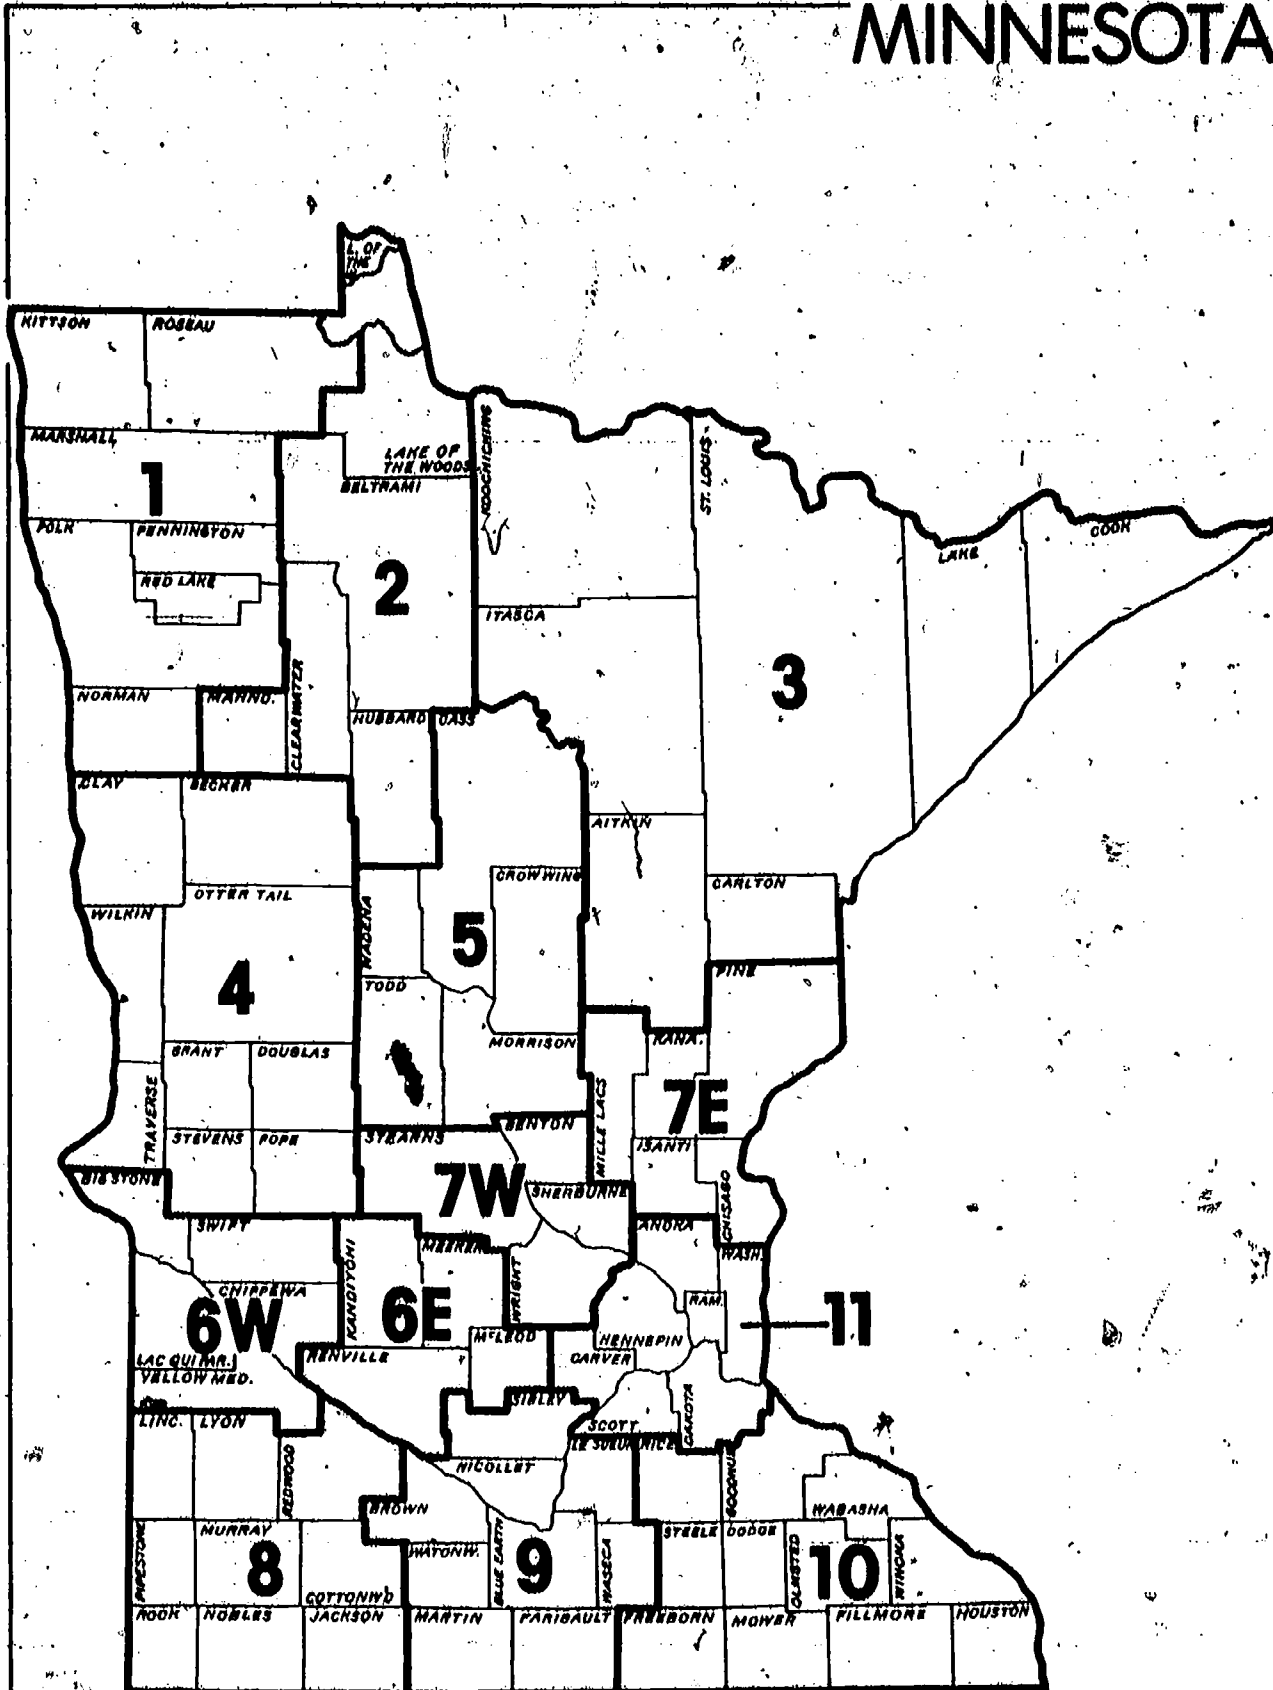 MINNESOTA
L. OF
THE
KITTSON
ROSEAU
MARSHALL
LAKE OF
THE WOODS
KOOCHICHING
ST. LOUIS
BELTRAMI
1
POLK
PENNINGTON
LAKE
COOK
RED LAKE
2
ITASCA
3
NORMAN
MAHNO.
CLEARWATER
HUBBARD
CASS
CLAY
BECKER
AITKIN
CROW WING
CARLTON
OTTER TAIL
WILKIN
WADENA
5
4
TODD
PINE
MORRISON
KANA.
GRANT
DOUGLAS
TRAVERSE
7E
MILLE LACS
STEVENS
POPE
STEARNS
BENTON
ISANTI
BIG STONE
7W
SHERBURNE
CHISAGO
SWIFT
ANOKA
MEEKER
WASH.
KANDIYOHI
WRIGHT
CHIPPEWA
RAM.
6W
6E
11
McLEOD
HENNEPIN
LAC QUI PAR.
RENVILLE
CARVER
YELLOW MED.
SIBLEY
LINC.
LYON
SCOTT
DAKOTA
LE SUEUR
RICE
REDWOOD
NICOLLET
GOODHUE
BROWN
WABASHA
PIPESTONE
MURRAY
STEELE
DODGE
WATONW.
BLUE EARTH
WASECA
OLMSTED
WINONA
8
9
10
COTTONWD
ROCK
NOBLES
JACKSON
MARTIN
FARIBAULT
FREEBORN
MOWER
FILLMORE
HOUSTON